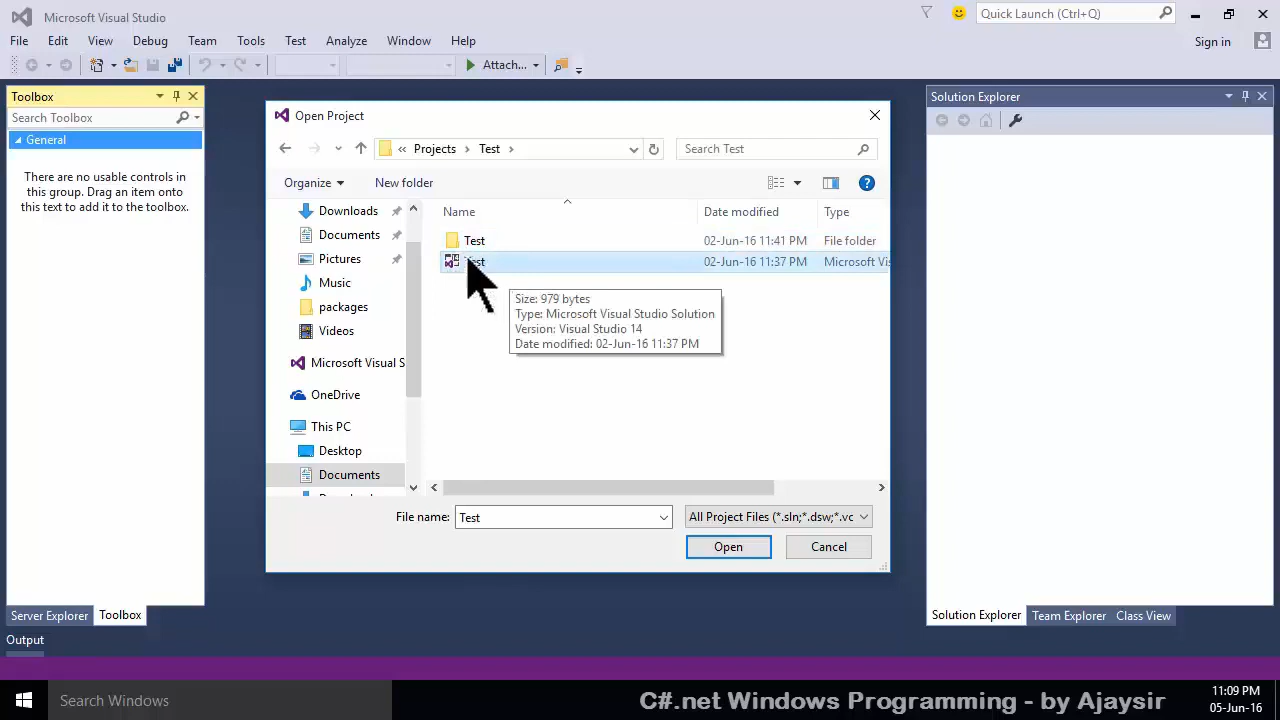 Microsoft Visual Studio
Quick Launch (Ctrl+Q)
File Edit View Debug Team Tools Test Analyze Window Help
Sign in
Attach...
Toolbox
Search Toolbox
General
There are no usable controls in
this group. Drag an item onto
this text to add it to the toolbox.
Server Explorer
Toolbox
Output
Open Project
« Projects > Test >
Search Test
Organize
New folder
Downloads
Documents
Pictures
Music
packages
Videos
Microsoft Visual S
OneDrive
This PC
Desktop
Documents
Name Date modified Type
Test 02-Jun-16 11:41 PM File folder
02-Jun-16 11:37 PM Microsoft Vi
Size: 979 bytes
Type: Microsoft Visual Studio Solution
Version: Visual Studio 14
Date modified: 02-Jun-16 11:37 PM
File name: Test
All Project Files (*.sln;*.dsw;*.vc
Open
Cancel
Solution Explorer
Solution Explorer
Team Explorer
Class View
Search Windows
C#.net Windows Programming - by Ajaysir
11:09 PM
05-Jun-16